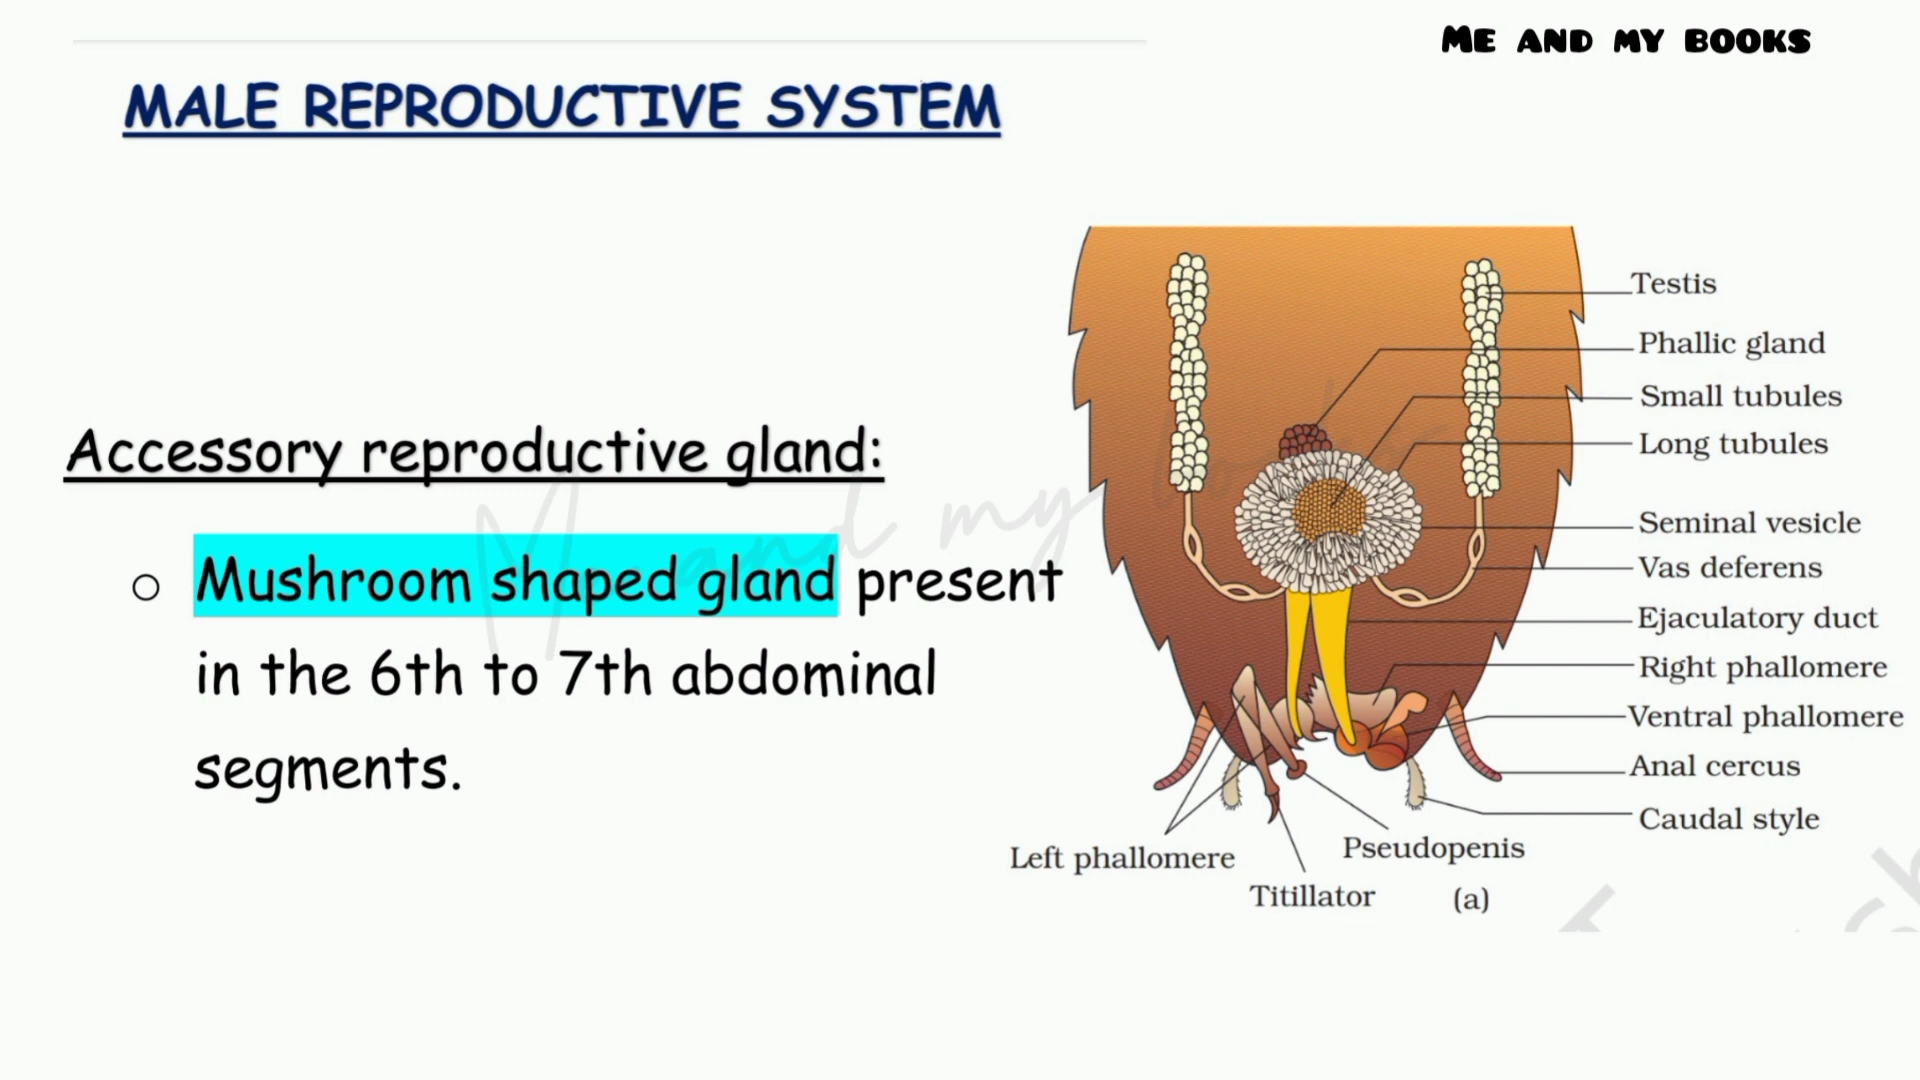 ME AND MY BOOKS
MALE REPRODUCTIVE SYSTEM
Accessory reproductive gland:
o Mushroom shaped gland present
in the 6th to 7th abdominal
segments.
Testis
Phallic gland
Small tubules
Long tubules
Seminal vesicle
Vas deferens
Ejaculatory duct
Right phallomere
Ventral phallomere
Anal cercus
Caudal style
Left phallomere
Pseudopenis
Titillator
(a)
and my